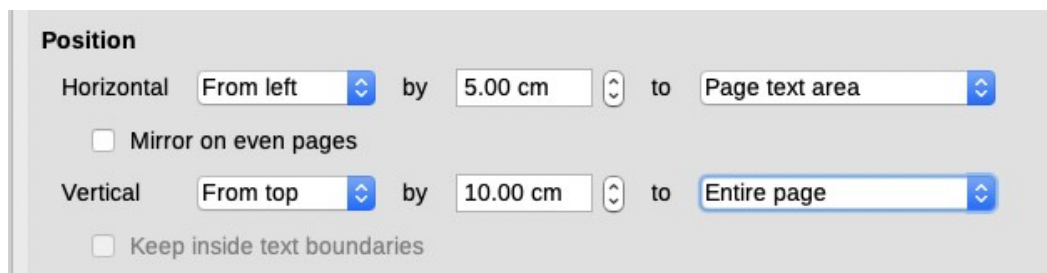 Position
Horizontal From left by 5.00 cm to Page text area
Mirror on even pages
Vertical From top by 10.00 cm to Entire page
Keep inside text boundaries